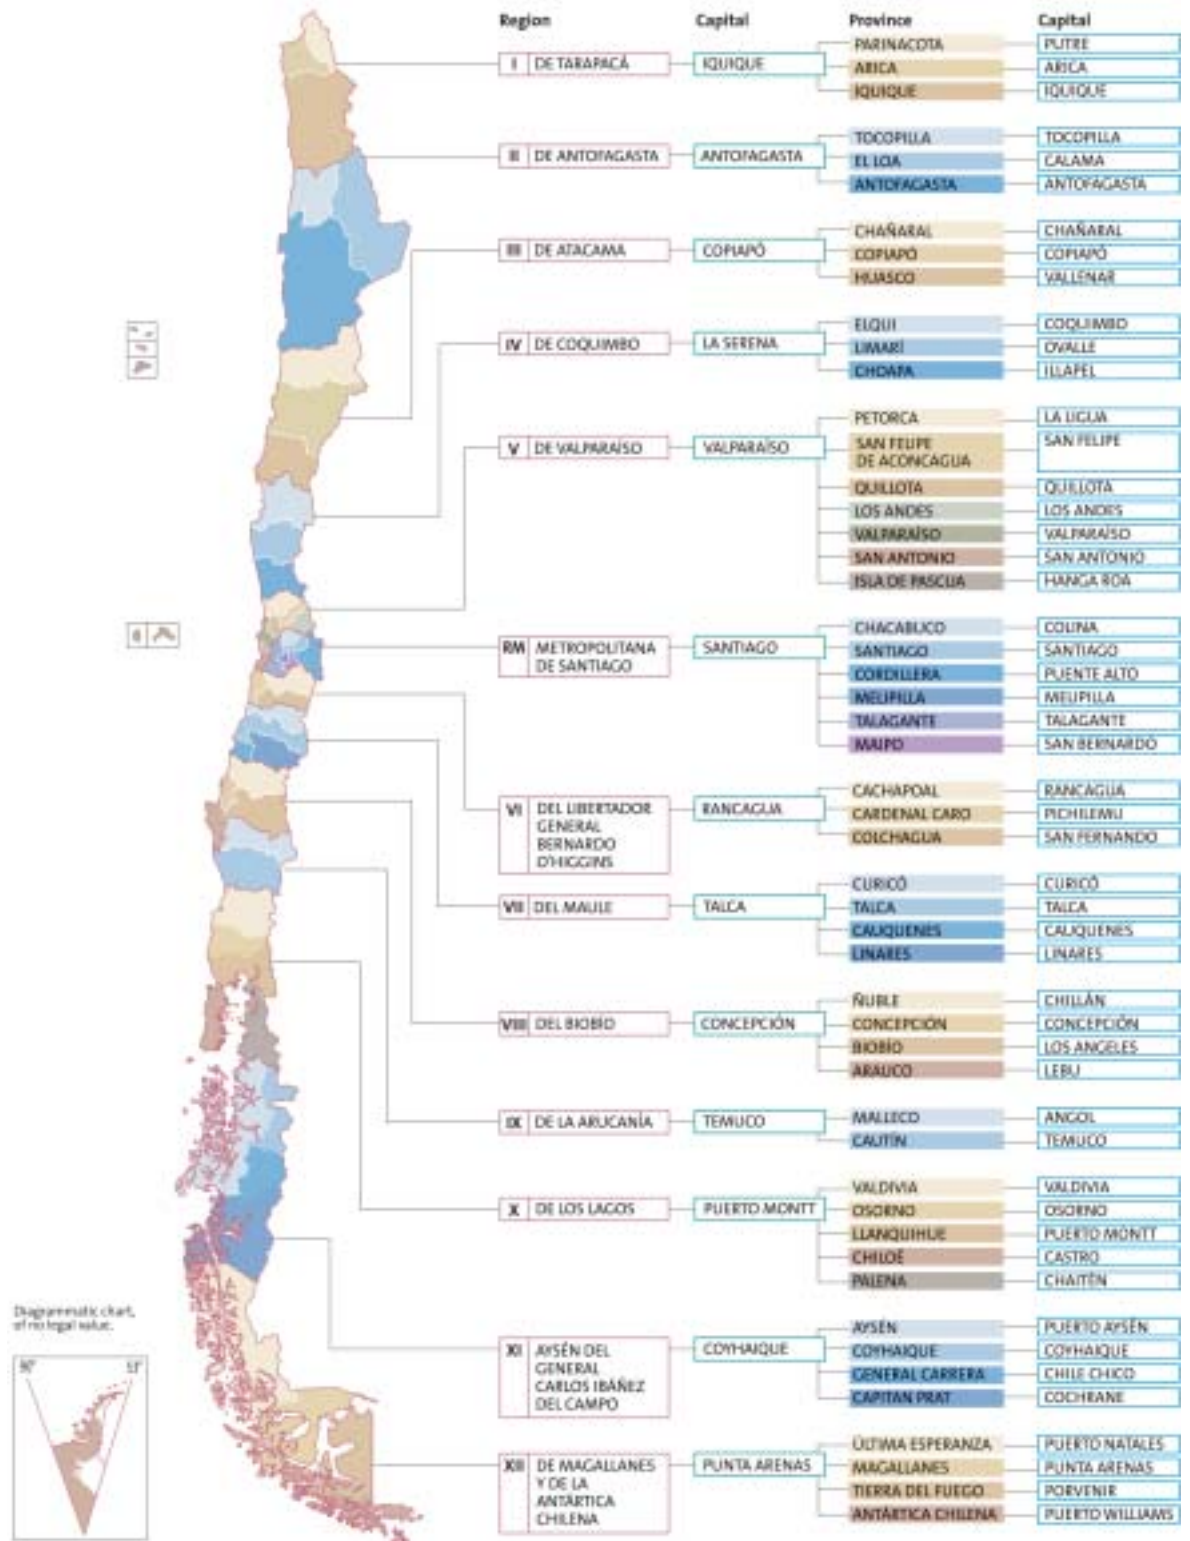 Region Capital Province Capital
I DE TARAPACÁ IQUIQUE
PARINACOTA PUTRE
ARICA ARICA
IQUIQUE IQUIQUE
II DE ANTOFAGASTA ANTOFAGASTA
TOCOPILLA TOCOPILLA
EL LOA CALAMA
ANTOFAGASTA ANTOFAGASTA
III DE ATACAMA COPIAPÓ
CHAÑARAL CHAÑARAL
COPIAPÓ COPIAPÓ
HUASCO VALLENAR
IV DE COQUIMBO LA SERENA
ELQUI COQUIMBO
LIMARÍ OVALLE
CHOAPA ILLAPEL
V DE VALPARAÍSO VALPARAÍSO
PETORCA LA LIGUA
SAN FELIPE SAN FELIPE
DE ACONCAGUA
QUILLOTA QUILLOTA
LOS ANDES LOS ANDES
VALPARAÍSO VALPARAÍSO
SAN ANTONIO SAN ANTONIO
ISLA DE PASCUA HANGA ROA
RM METROPOLITANA SANTIAGO
DE SANTIAGO
CHACABUCO COLINA
SANTIAGO SANTIAGO
CORDILLERA PUENTE ALTO
MELIPILLA MELIPILLA
TALAGANTE TALAGANTE
MAIPO SAN BERNARDO
VI DEL LIBERTADOR RANCAGUA
GENERAL
BERNARDO
O'HIGGINS
CACHAPOAL RANCAGUA
CARDENAL CARO PICHILEMU
COLCHAGUA SAN FERNANDO
VII DEL MAULE TALCA
CURICÓ CURICÓ
TALCA TALCA
CAUQUENES CAUQUENES
LINARES LINARES
VIII DEL BIOBÍO CONCEPCIÓN
ÑUBLE CHILLÁN
CONCEPCIÓN CONCEPCIÓN
BIOBÍO LOS ANGELES
ARAUCO LEBU
IX DE LA ARUCANÍA TEMUCO
MALLECO ANGOL
CAUTÍN TEMUCO
X DE LOS LAGOS PUERTO MONTT
VALDIVIA VALDIVIA
OSORNO OSORNO
LLANQUIHUE PUERTO MONTT
CHILOÉ CASTRO
PALENA CHAITÉN
XI AYSÉN DEL COYHAIQUE
GENERAL
CARLOS IBÁÑEZ
DEL CAMPO
AYSÉN PUERTO AYSÉN
COYHAIQUE COYHAIQUE
GENERAL CARRERA CHILE CHICO
CAPITAN PRAT COCHRANE
XII DE MAGALLANES PUNTA ARENAS
Y DE LA
ANTÁRTICA
CHILENA
ÚLTIMA ESPERANZA PUERTO NATALES
MAGALLANES PUNTA ARENAS
TIERRA DEL FUEGO PORVENIR
ANTÁRTICA CHILENA PUERTO WILLIAMS
Diagrammatic chart,
of no legal value.
90° 53°